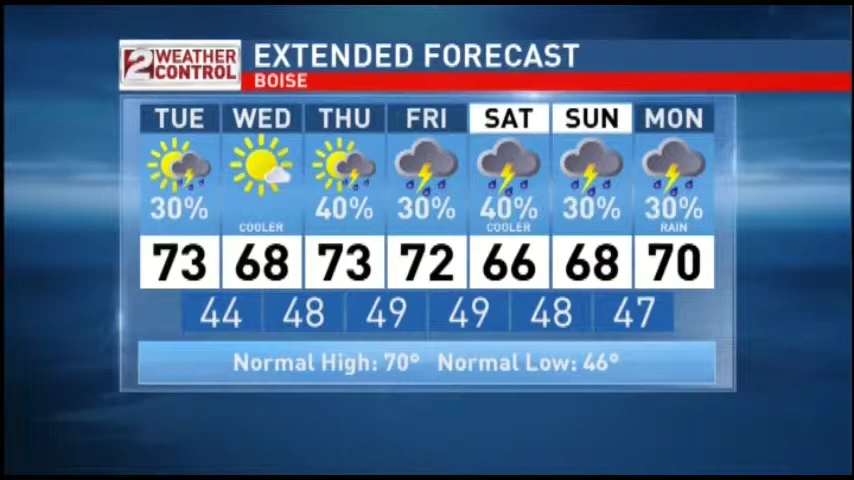 2 WEATHER CONTROL
EXTENDED FORECAST
BOISE
TUE WED THU FRI SAT SUN MON
30% 40% 30% 40% 30% 30%
COOLER COOLER RAIN
73 68 73 72 66 68 70
44 48 49 49 48 47
Normal High: 70° Normal Low: 46°